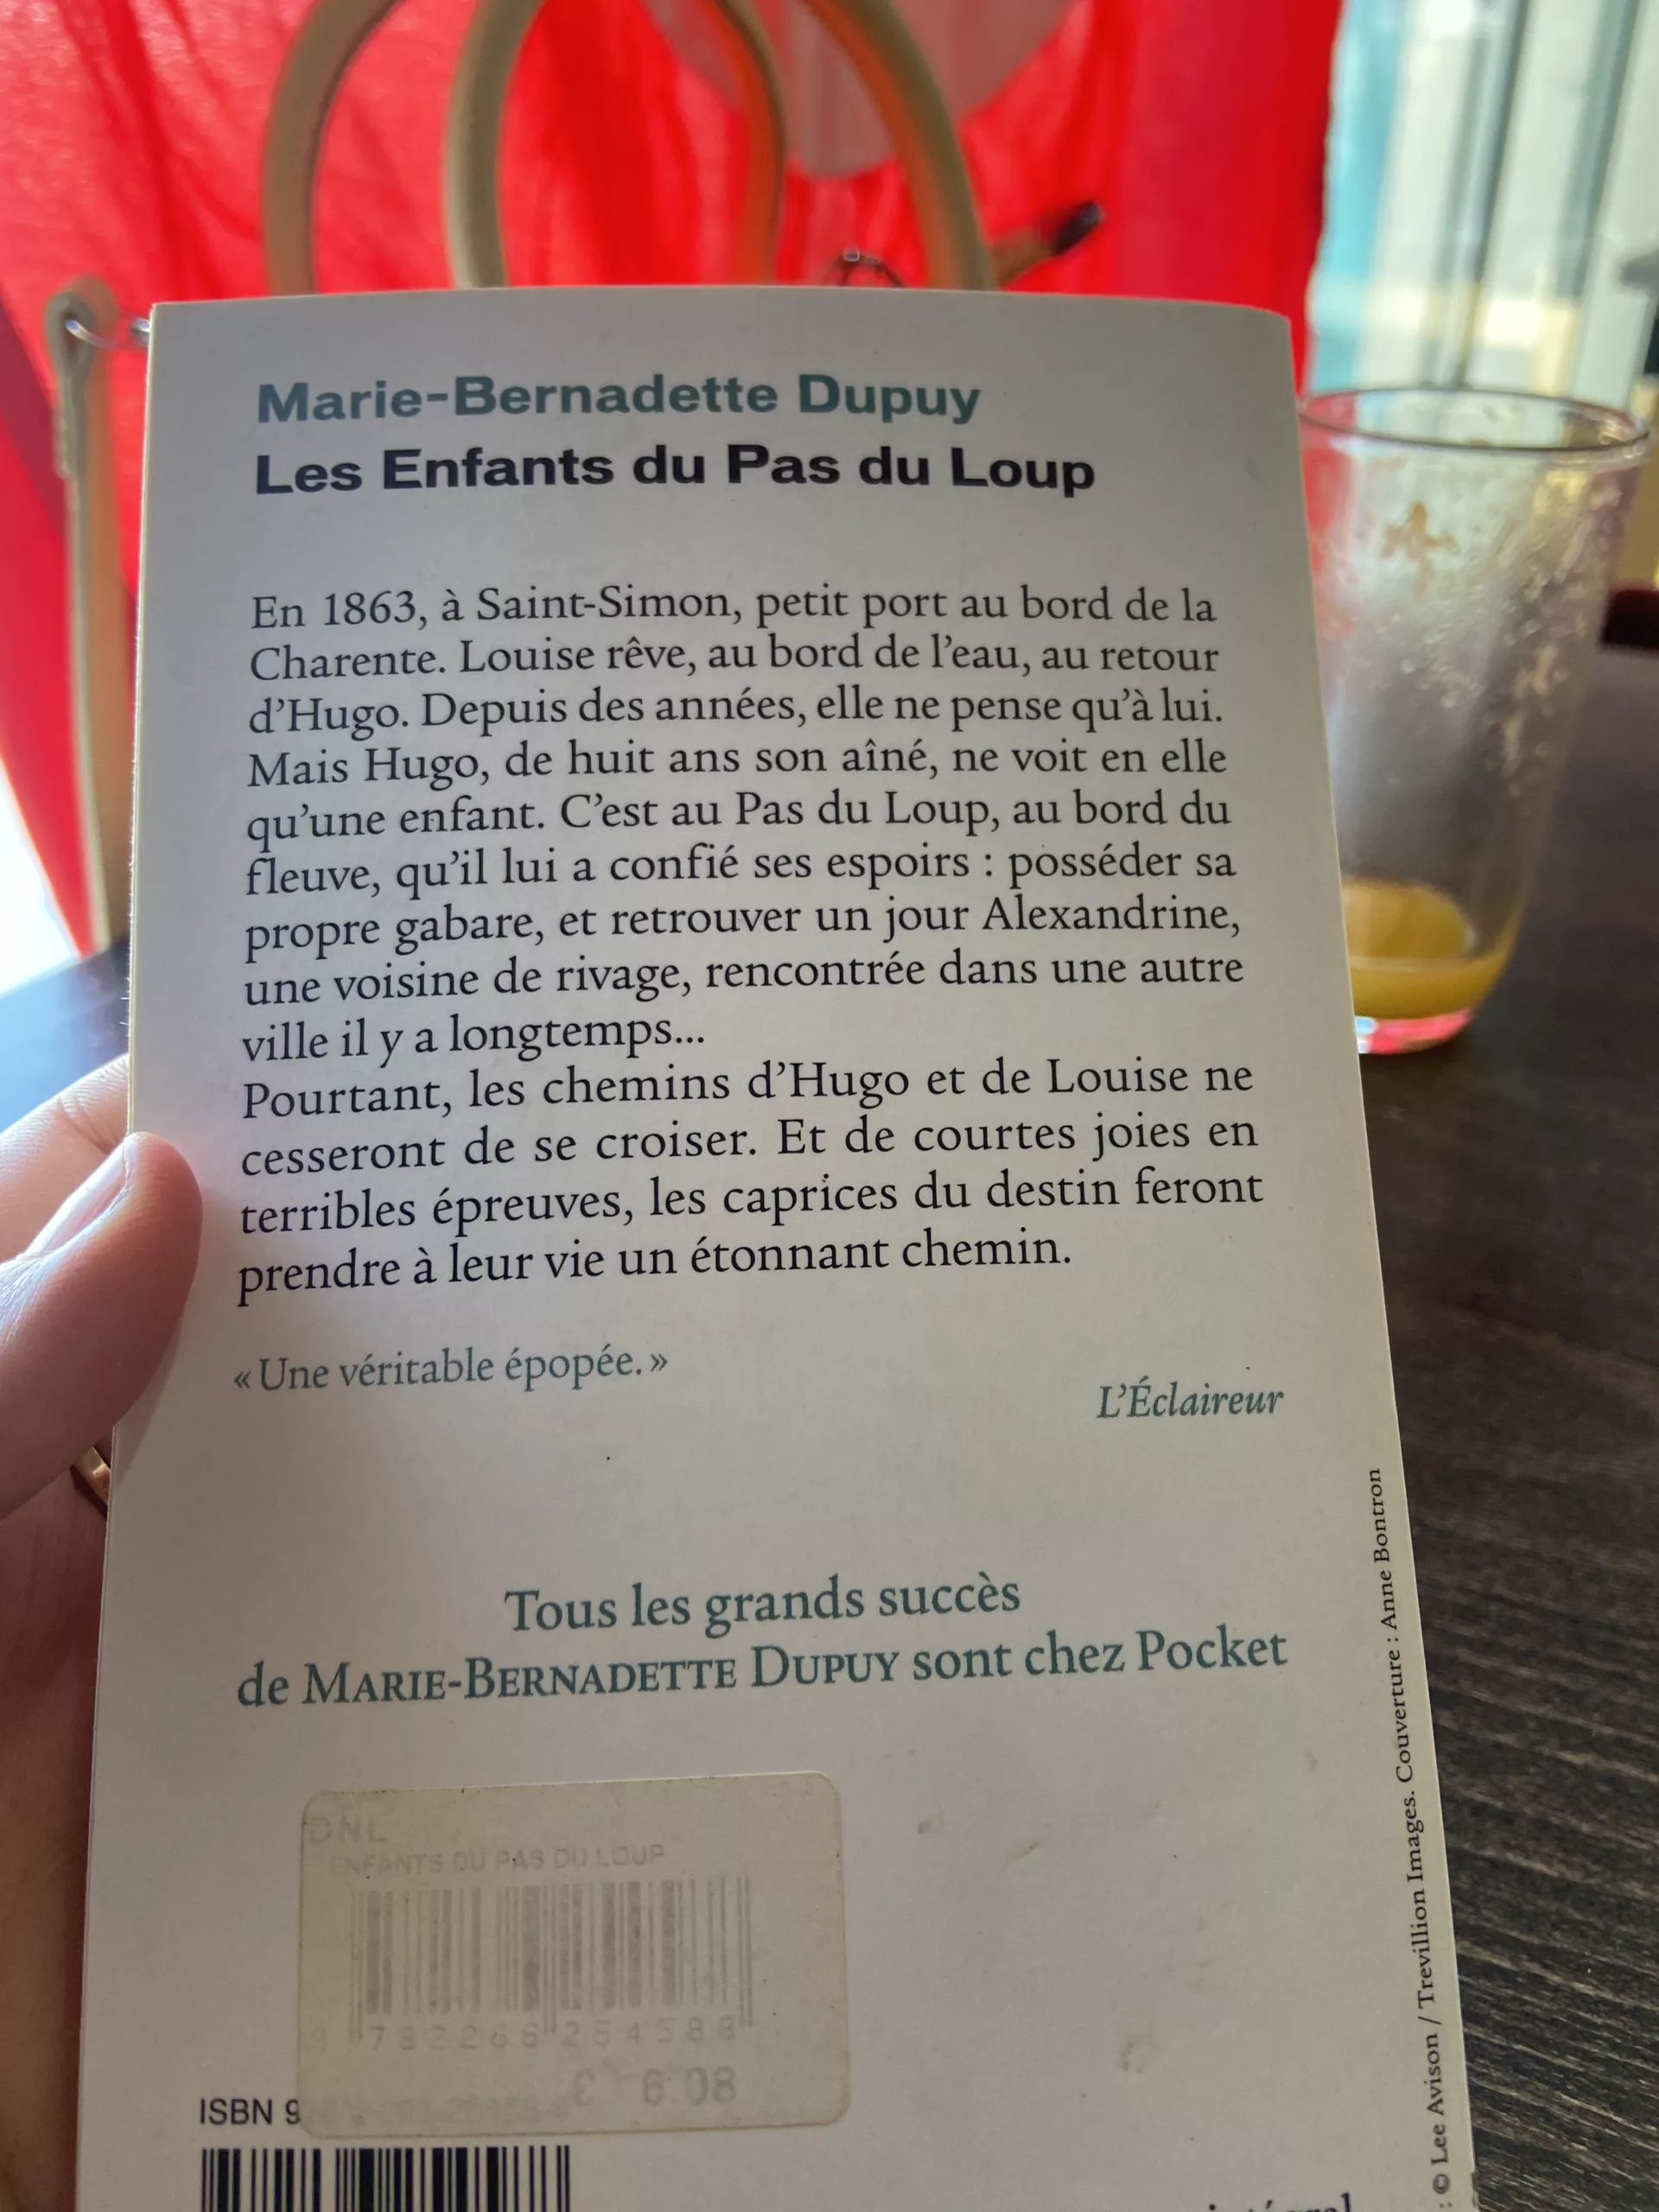 Marie-Bernadette Dupuy
Les Enfants du Pas du Loup
En 1863, à Saint-Simon, petit port au bord de la
Charente. Louise rêve, au bord de l’eau, au retour
d’Hugo. Depuis des années, elle ne pense qu’à lui.
Mais Hugo, de huit ans son aîné, ne voit en elle
qu’une enfant. C’est au Pas du Loup, au bord du
fleuve, qu’il lui a confié ses espoirs : posséder sa
propre gabare, et retrouver un jour Alexandrine,
une voisine de rivage, rencontrée dans une autre
ville il y a longtemps...
Pourtant, les chemins d’Hugo et de Louise ne
cesseront de se croiser. Et de courtes joies en
terribles épreuves, les caprices du destin feront
prendre à leur vie un étonnant chemin.
« Une véritable épopée. »
L’Éclaireur
Tous les grands succès
de MARIE-BERNADETTE DUPUY sont chez Pocket
DNL
ENFANTS DU PAS DU LOUP
9 782266 254588
€ 6.08
ISBN 9
: © Lee Avison / Trevillion Images. Couverture : Anne Bontron